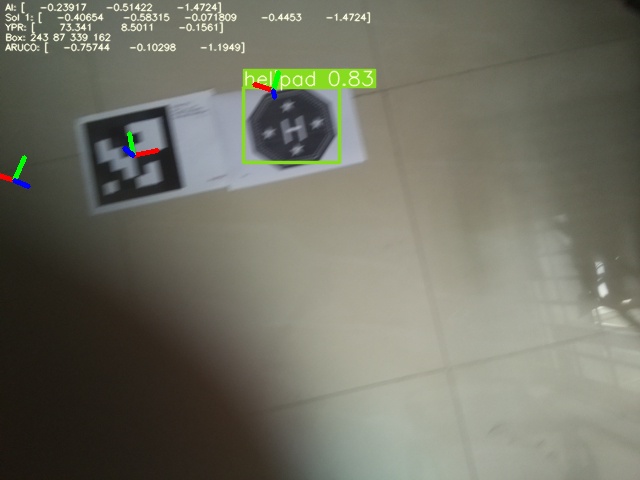 AI: [ -0.23917 -0.51422 -1.4724]
Sol 1: [ -0.40654 -0.58315 -0.071809 -0.4453 -1.4724]
YPR: [ 73.341 8.5011 -0.1561]
Box: 243 87 339 162
ARUCO: [ -0.75744 -0.10298 -1.1949]
helipad 0.83
H